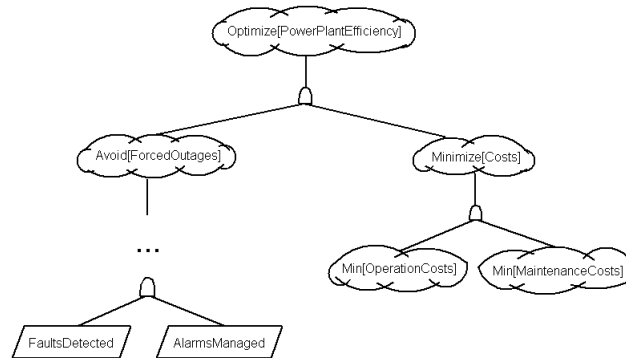 Optimize[PowerPlantEfficiency]
Avoid[ForcedOutages]
Minimize[Costs]
...
Min[OperationCosts]
Min[MaintenanceCosts]
FaultsDetected
AlarmsManaged